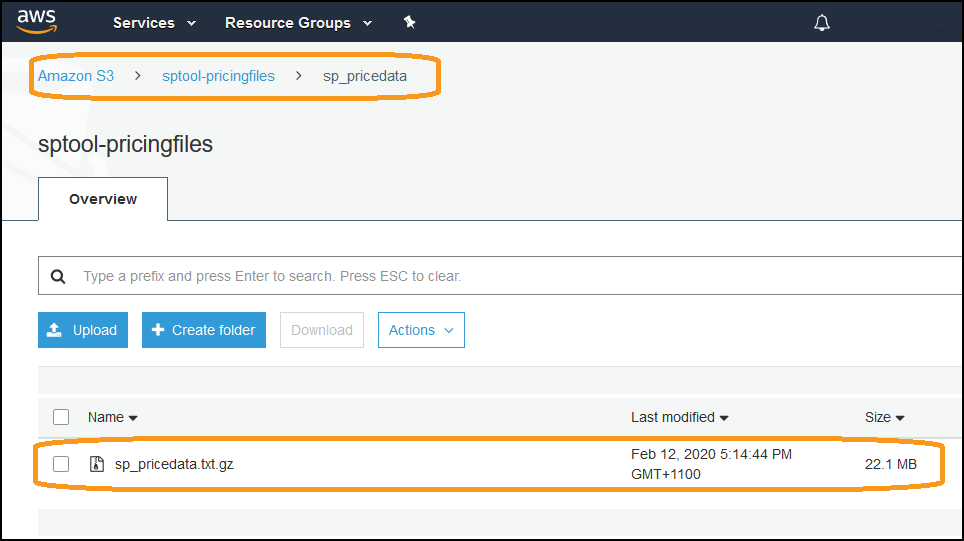 aws Services Resource Groups
Amazon S3 > sptool-pricingfiles > sp_pricedata
sptool-pricingfiles
Overview
Type a prefix and press Enter to search. Press ESC to clear.
Upload + Create folder Download Actions
Name Last modified Size
sp_pricedata.txt.gz Feb 12, 2020 5:14:44 PM 22.1 MB
GMT+1100